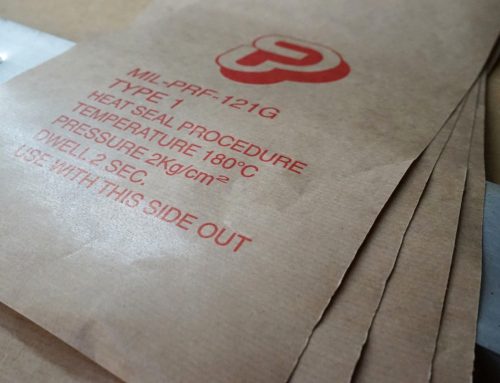 P
MIL-PRF-121G
TYPE 1
HEAT SEAL PROCEDURE
TEMPERATURE 180°C
PRESSURE 2Kg/cm²
DWELL 2 SEC.
USE WITH THIS SIDE OUT